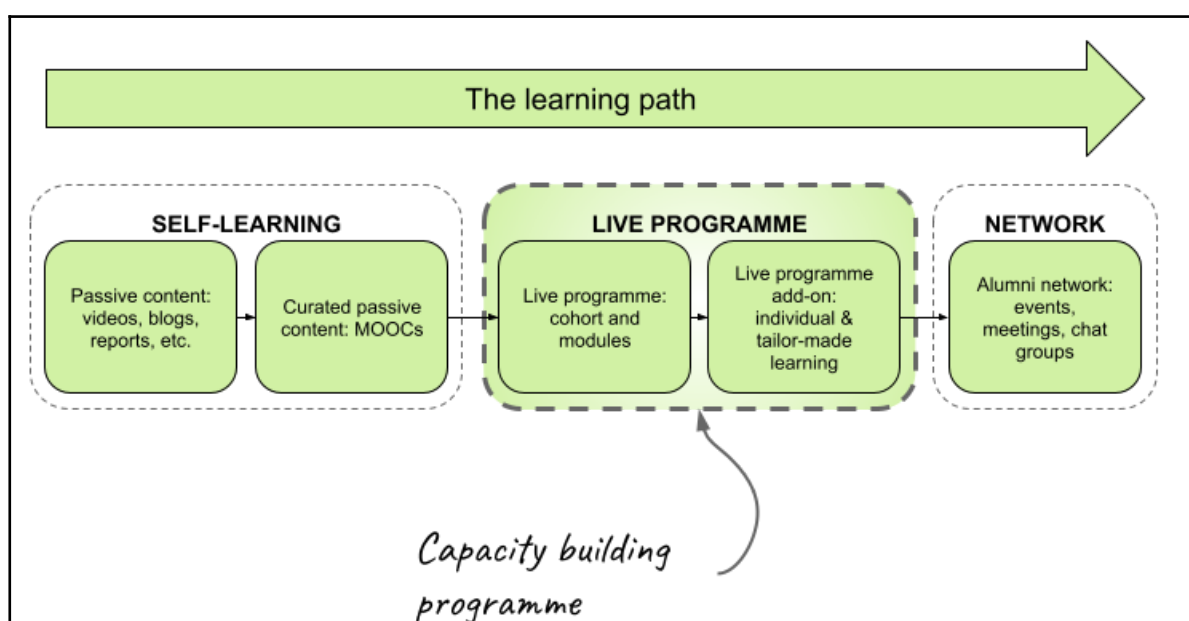 The learning path
SELF-LEARNING
Passive content:
videos, blogs,
reports, etc.
Curated passive
content: MOOCs
LIVE PROGRAMME
Live programme:
cohort and
modules
Live programme
add-on:
individual &
tailor-made
learning
NETWORK
Alumni network:
events,
meetings, chat
groups
Capacity building
programme